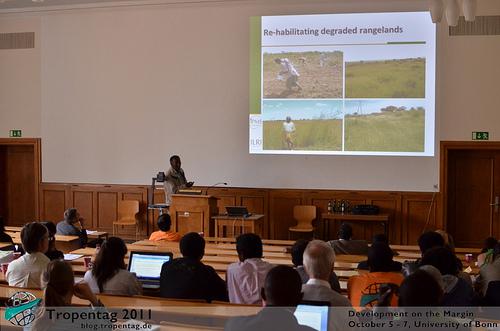 Re-habilitating degraded rangelands
ILRI
Tropentag 2011
blog.tropentag.de
Development on the Margin
October 5 - 7, University of Bonn